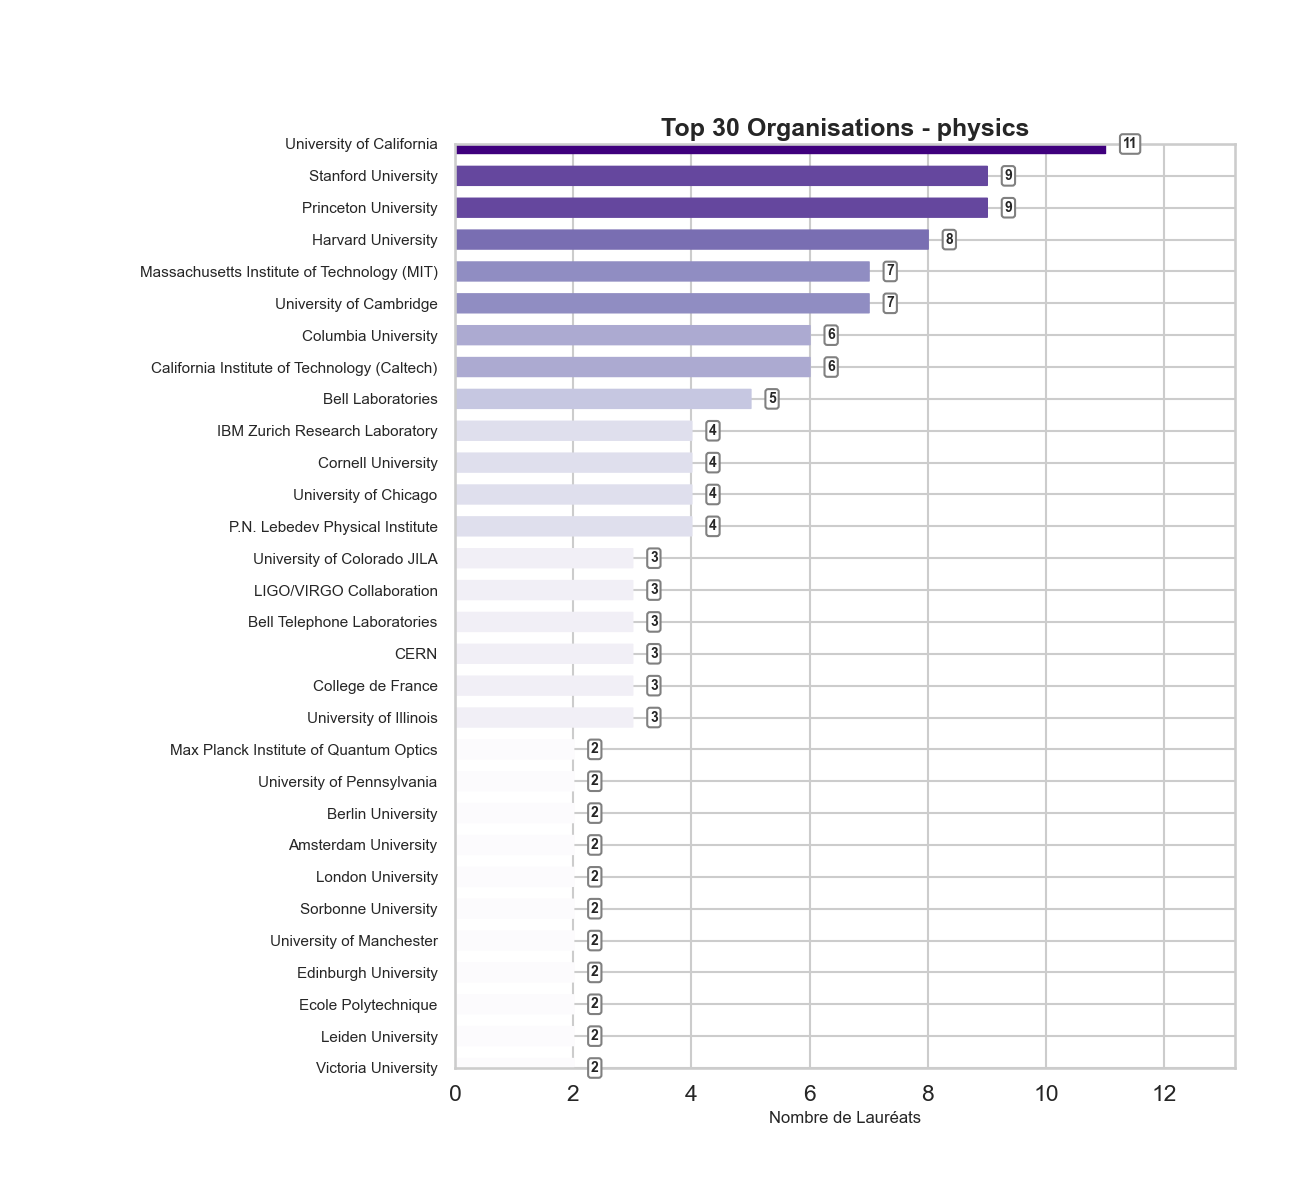 Top 30 Organisations - physics
University of California 11
Stanford University 9
Princeton University 9
Harvard University 8
Massachusetts Institute of Technology (MIT) 7
University of Cambridge 7
Columbia University 6
California Institute of Technology (Caltech) 6
Bell Laboratories 5
IBM Zurich Research Laboratory 4
Cornell University 4
University of Chicago 4
P.N. Lebedev Physical Institute 4
University of Colorado JILA 3
LIGO/VIRGO Collaboration 3
Bell Telephone Laboratories 3
CERN 3
College de France 3
University of Illinois 3
Max Planck Institute of Quantum Optics 2
University of Pennsylvania 2
Berlin University 2
Amsterdam University 2
London University 2
Sorbonne University 2
University of Manchester 2
Edinburgh University 2
Ecole Polytechnique 2
Leiden University 2
Victoria University 2
0 2 4 6 8 10 12
Nombre de Lauréats